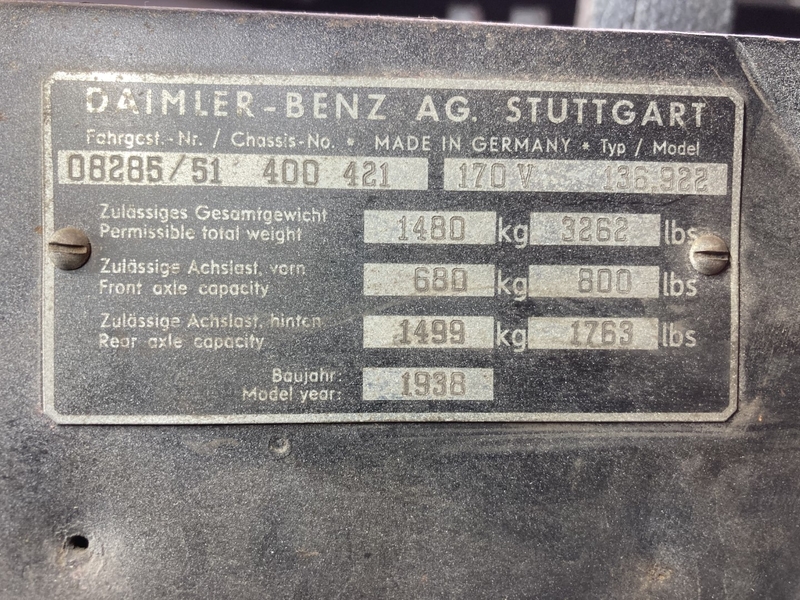 DAIMLER-BENZ AG. STUTTGART
Fahrgest.-Nr. / Chassis-No. * MADE IN GERMANY * Typ / Model
08285/51 400 421 170 V 136.922
Zulässiges Gesamtgewicht
Permissible total weight 1480 kg 3262 lbs
Zulässige Achslast, vorn
Front axle capacity 680 kg 800 lbs
Zulässige Achslast, hinten
Rear axle capacity 1499 kg 1763 lbs
Baujahr:
Model year: 1938